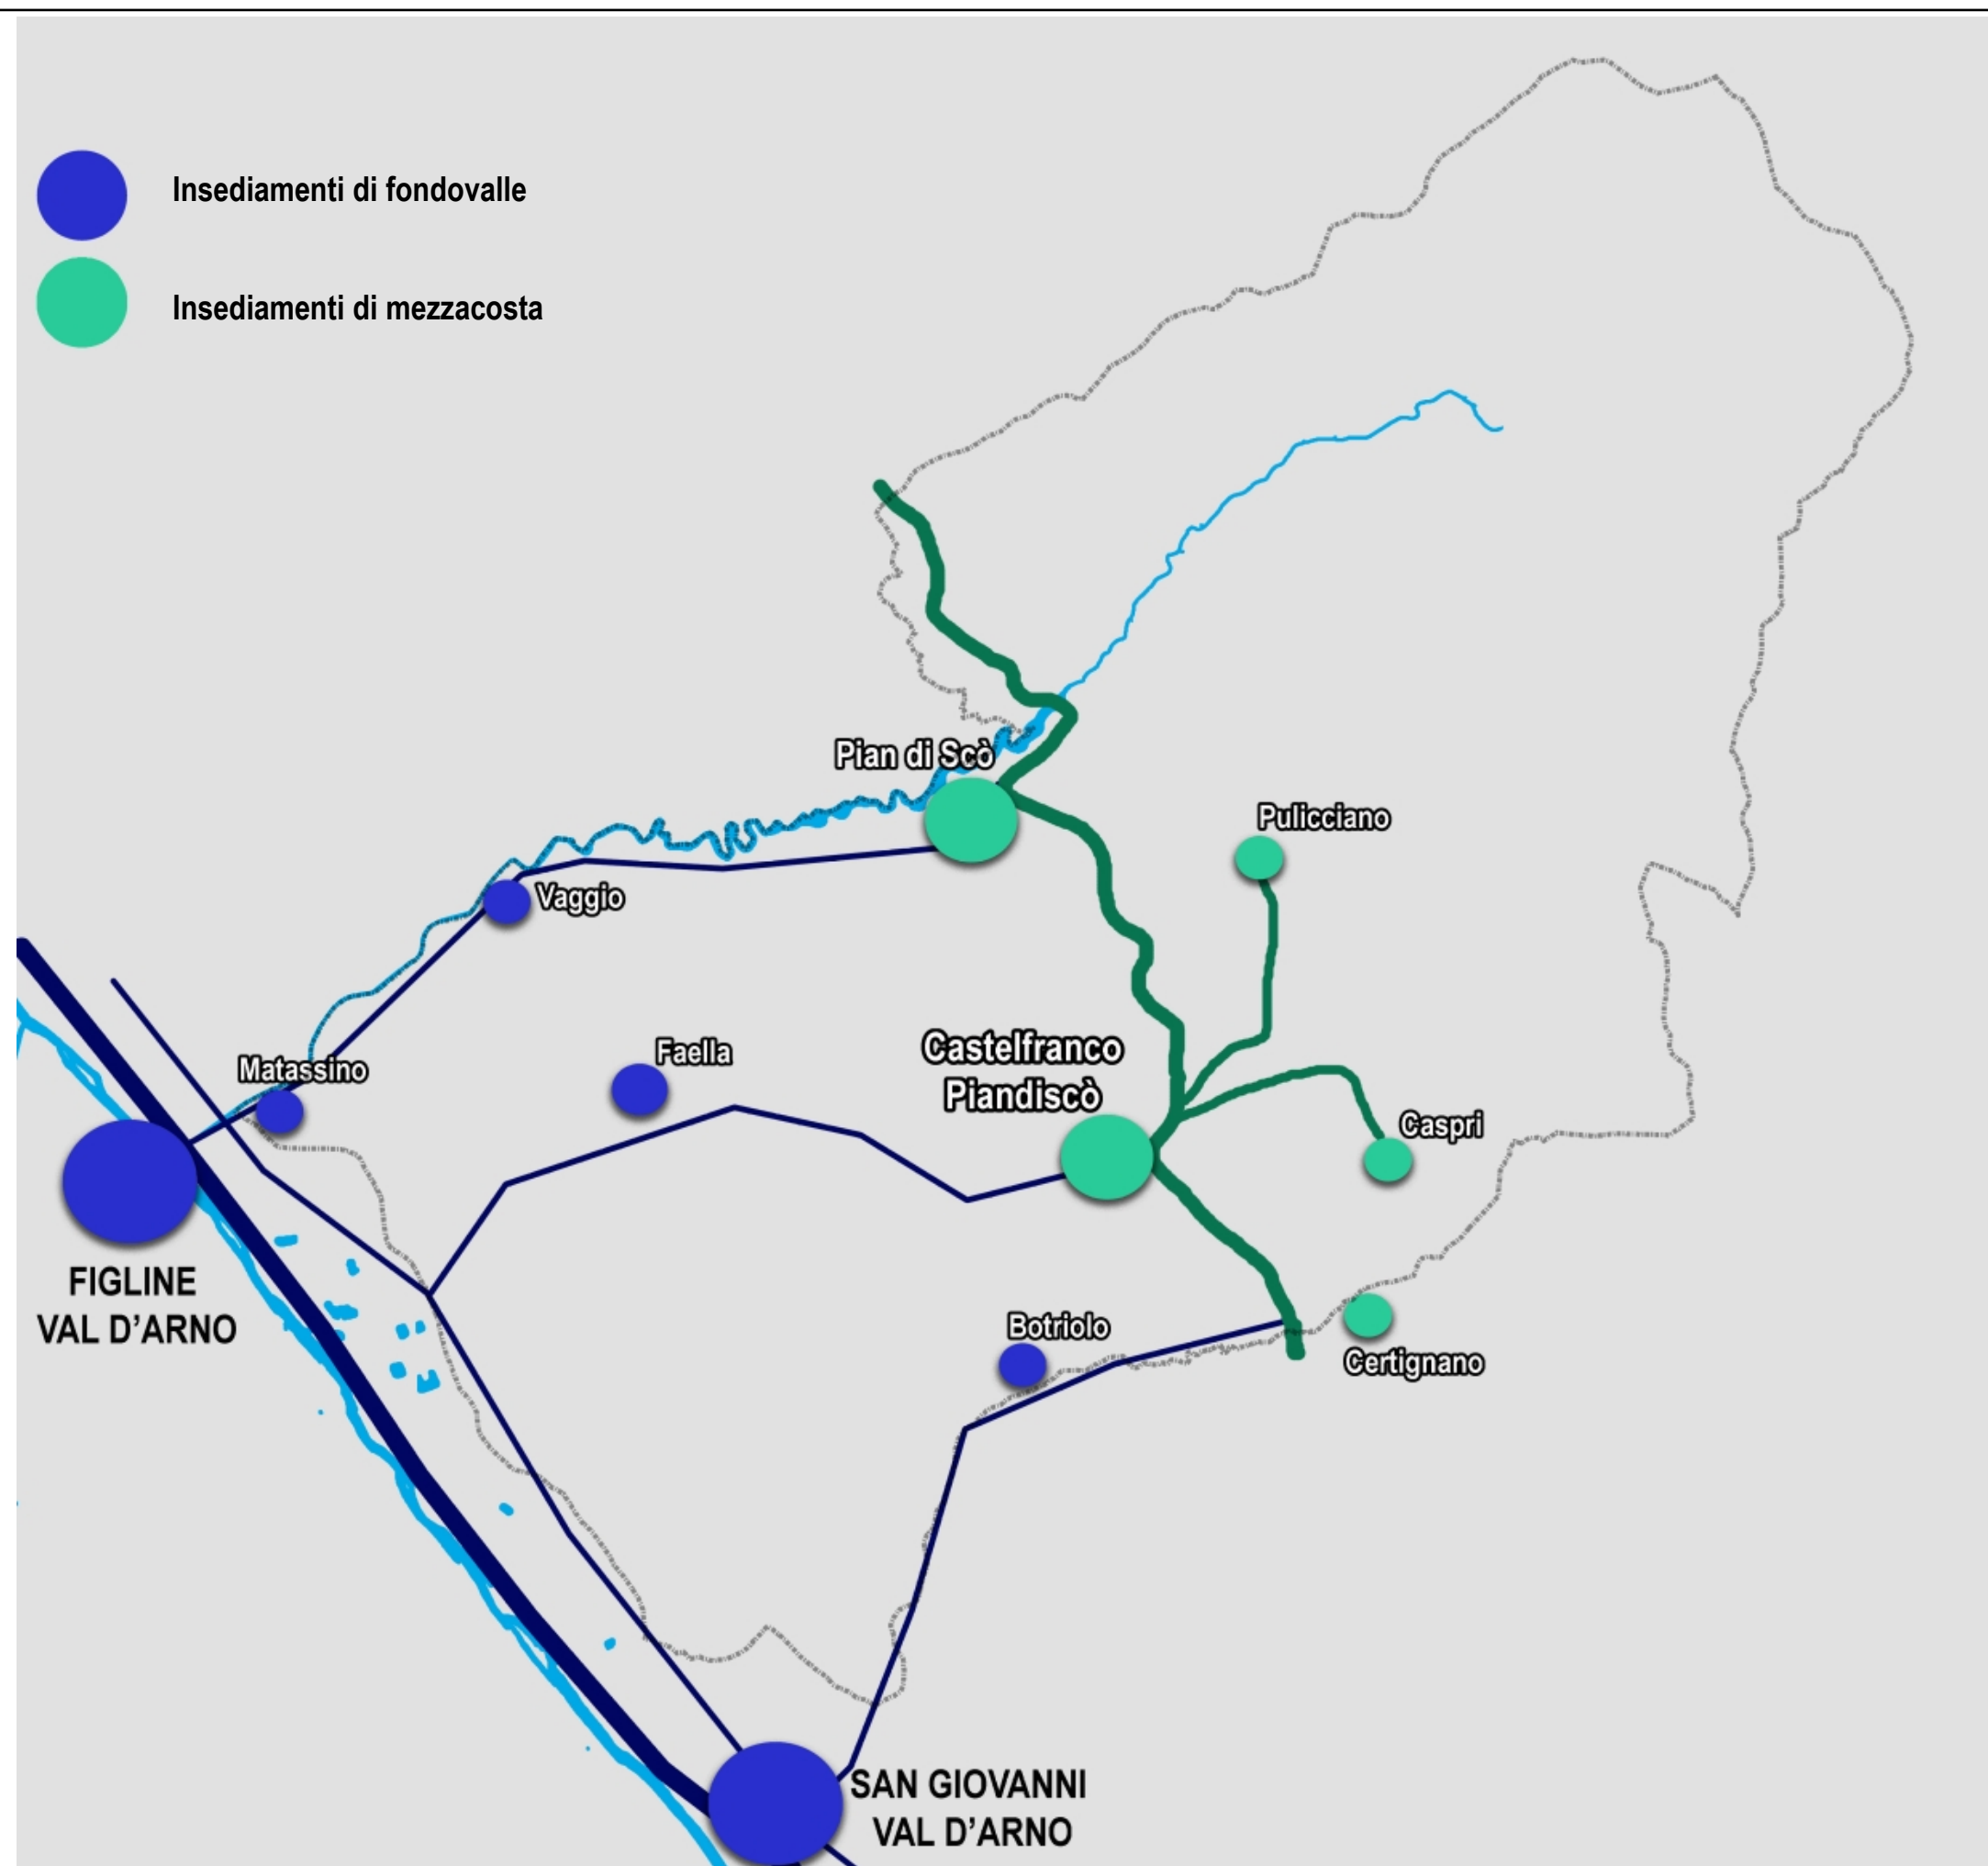 Insediamenti di fondovalle
Insediamenti di mezzacosta
Pian di Scò
Pulicciano
Vaggio
Castelfranco
Piandiscò
Faella
Matassino
Caspri
FIGLINE
VAL D’ARNO
Botriolo
Certignano
SAN GIOVANNI
VAL D’ARNO